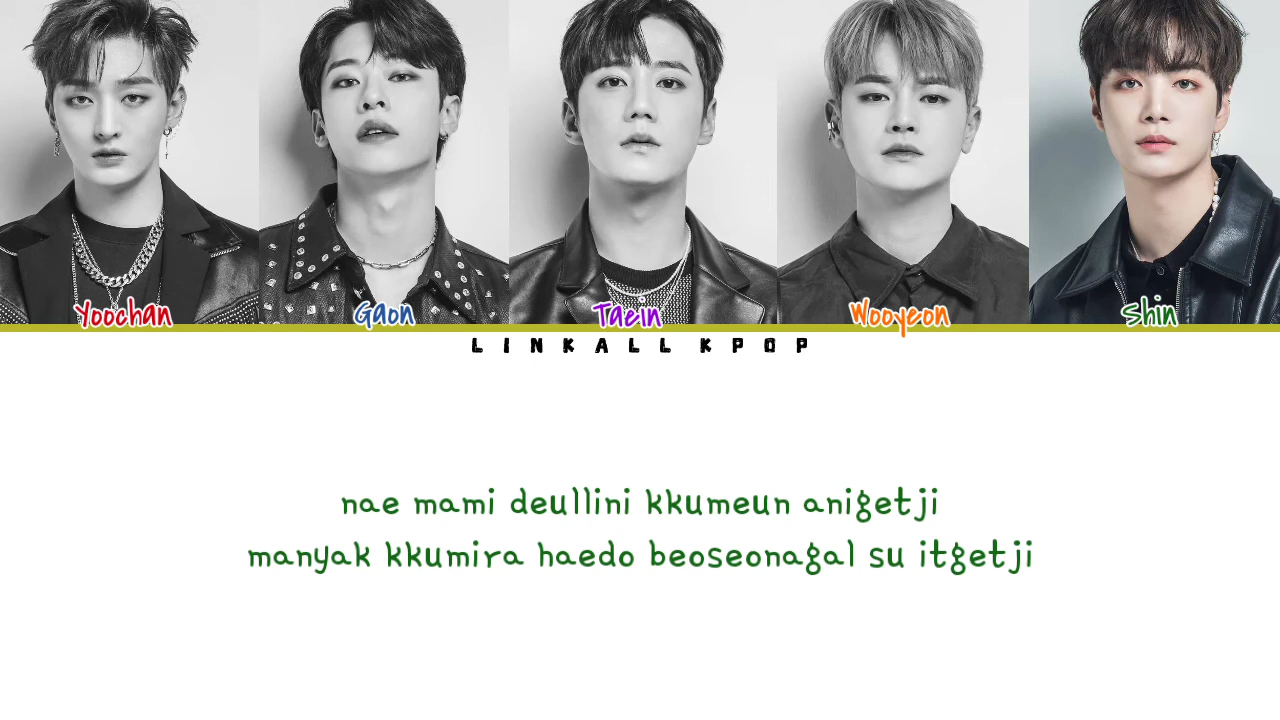 Yoochan Gaon Taein Wooyeon Shin
LINKALL KPOP
nae mami deullini kkumeun anigetji
manyak kkumira haedo beoseonagal su itgetji